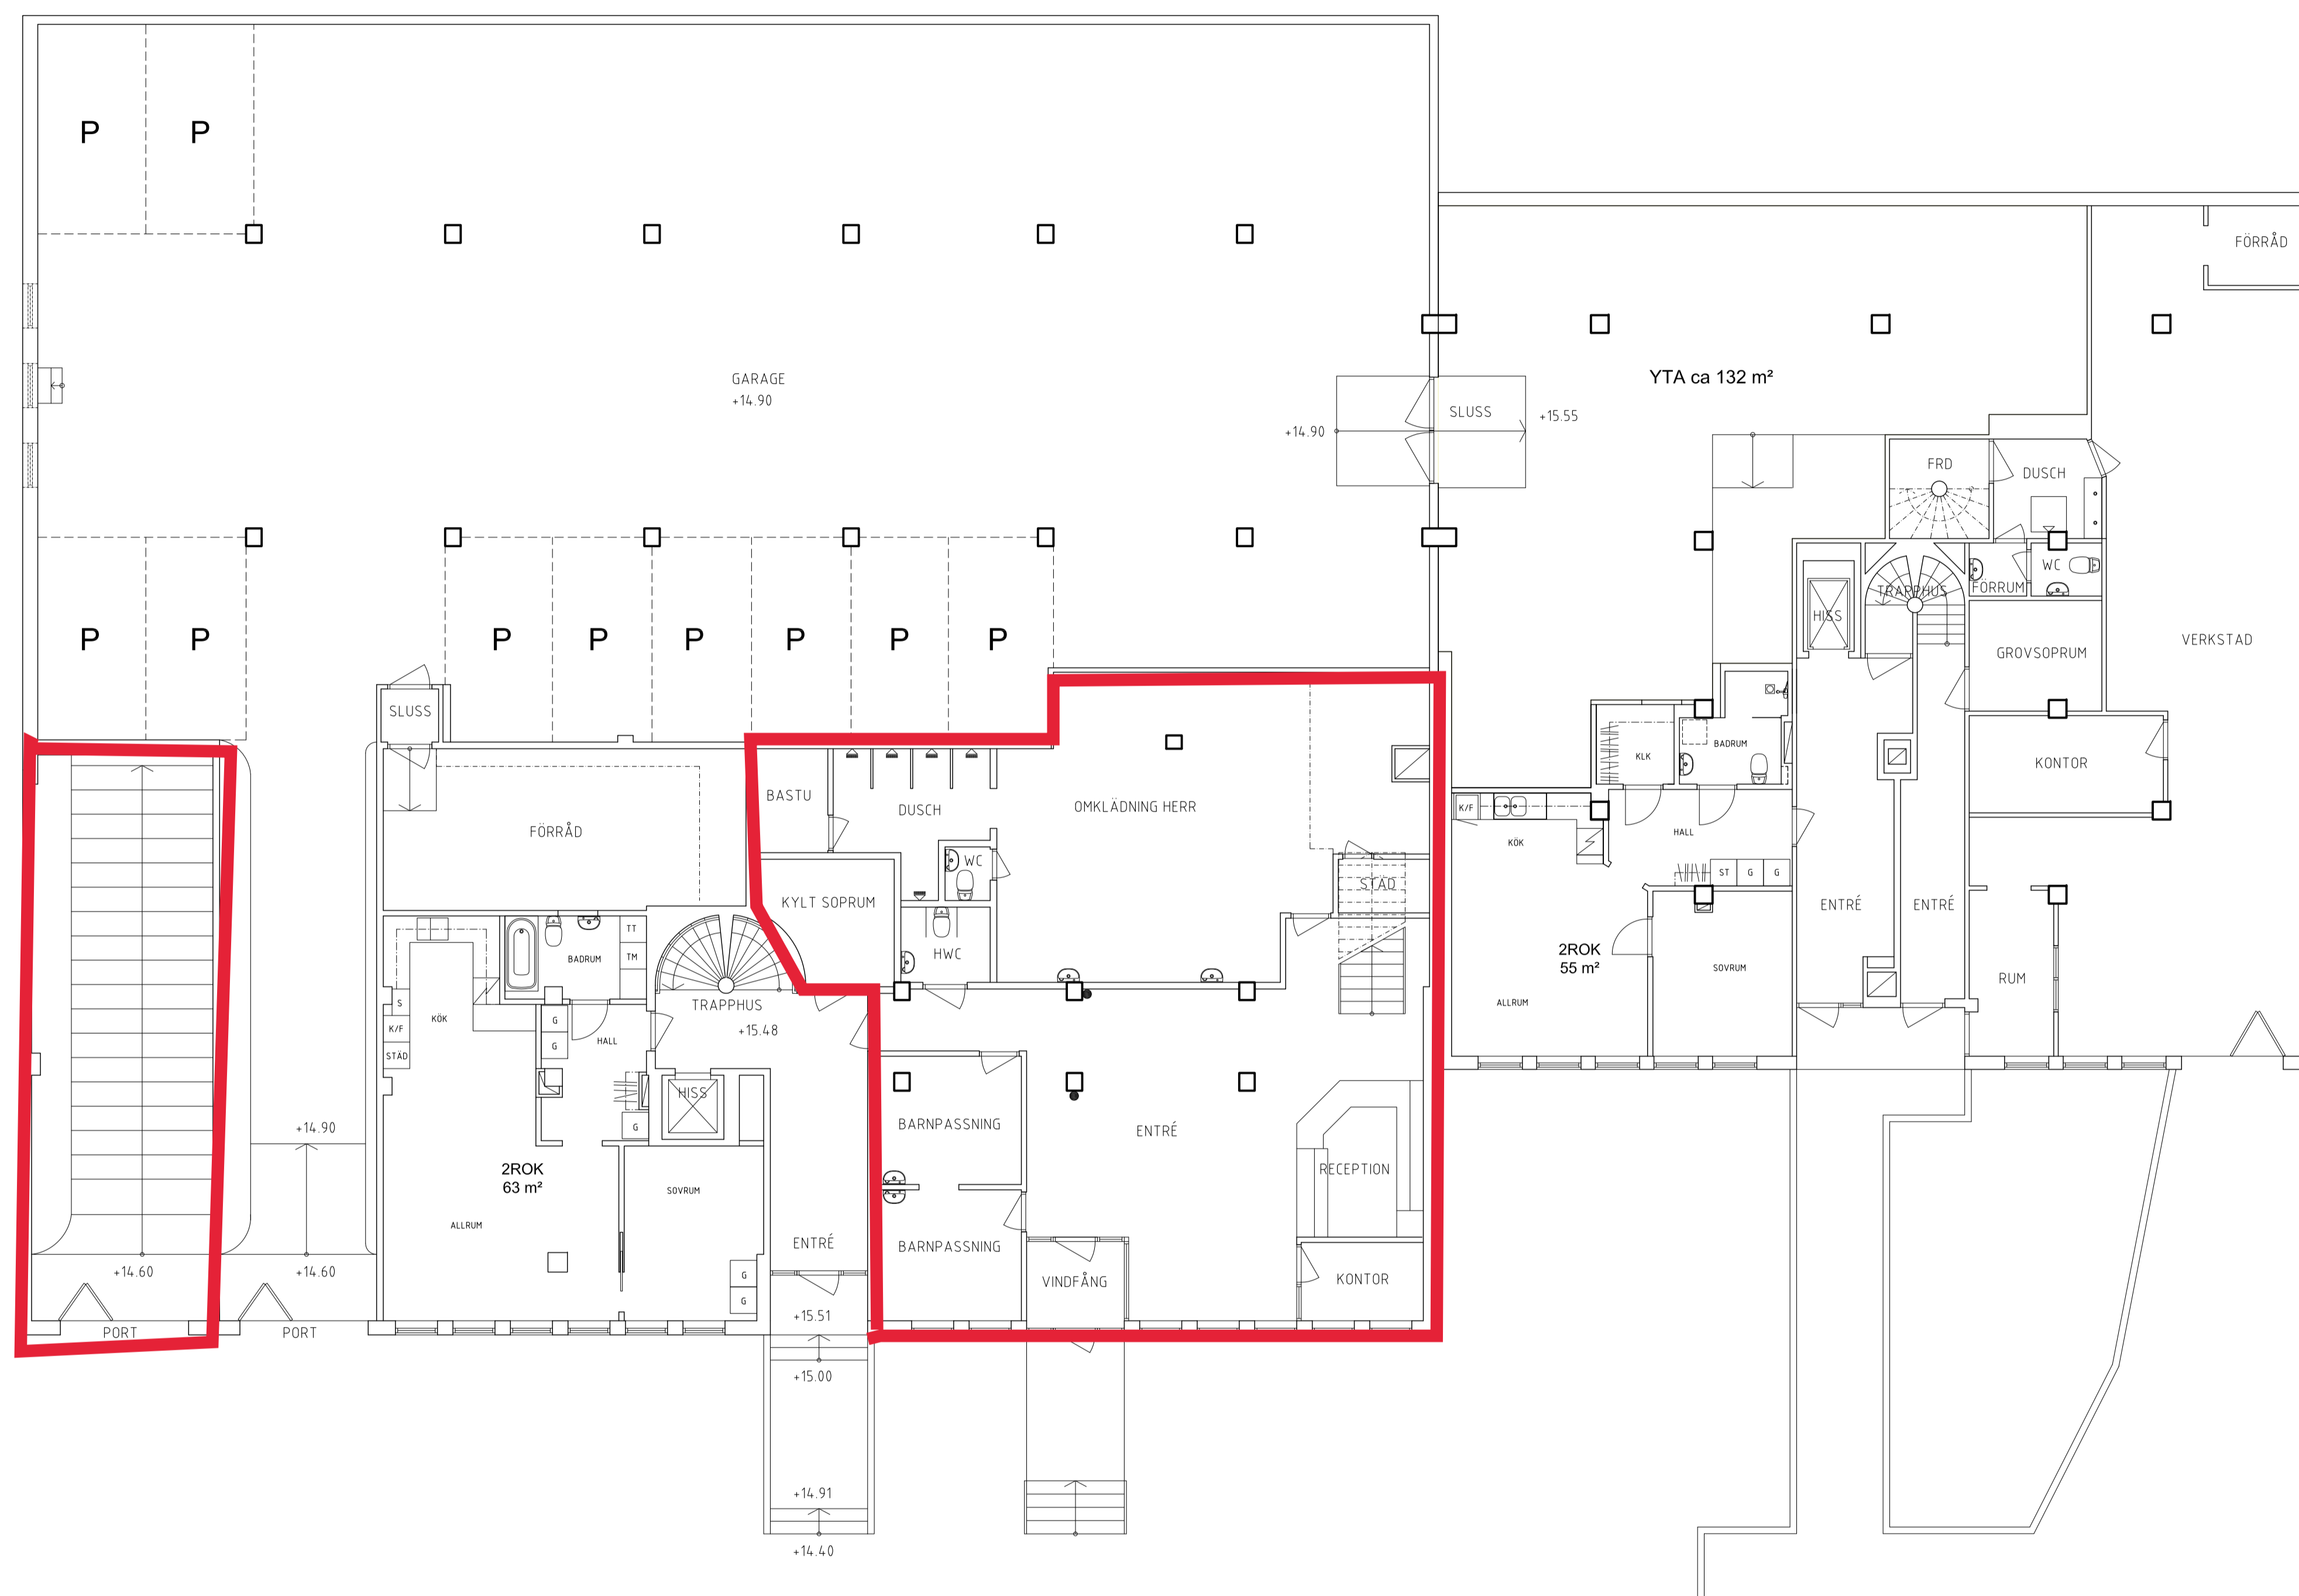 P
P
FÖRRÅD
GARAGE
+14.90
YTA ca 132 m²
SLUSS
+15.55
+14.90
FRD
DUSCH
WC
FÖRRUM
TRAPPHUS
HISS
P
P
P
P
P
P
P
P
GROVSOPRUM
VERKSTAD
SLUSS
BADRUM
KLK
KONTOR
BASTU
DUSCH
OMKLÄDNING HERR
K/F
FÖRRÅD
KÖK
HALL
WC
ST
G
G
STÄD
KYLT SOPRUM
ENTRÉ
ENTRÉ
TT
TM
BADRUM
HWC
2ROK
55 m²
SOVRUM
RUM
S
K/F
STÄD
KÖK
G
G
HALL
TRAPPHUS
+15.48
ALLRUM
HISS
G
+14.90
BARNPASSNING
ENTRÉ
2ROK
63 m²
SOVRUM
RECEPTION
ALLRUM
ENTRÉ
BARNPASSNING
+14.60
+14.60
G
G
VINDFÅNG
KONTOR
+15.51
PORT
PORT
+15.00
+14.91
+14.40